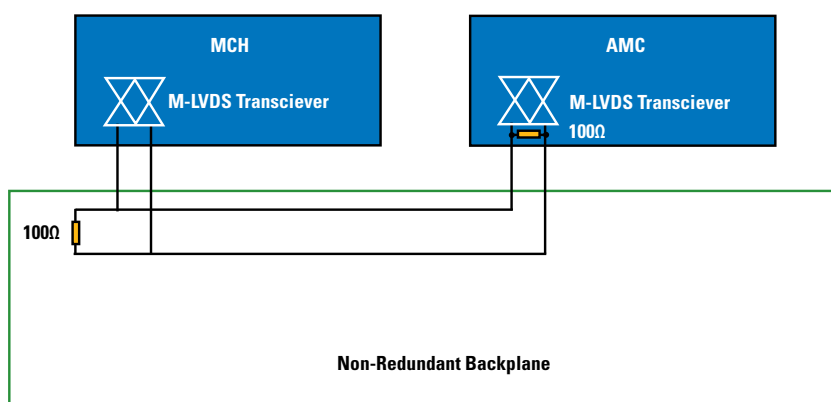 MCH
AMC
M-LVDS Transciever
M-LVDS Transciever
100Ω
100Ω
Non-Redundant Backplane